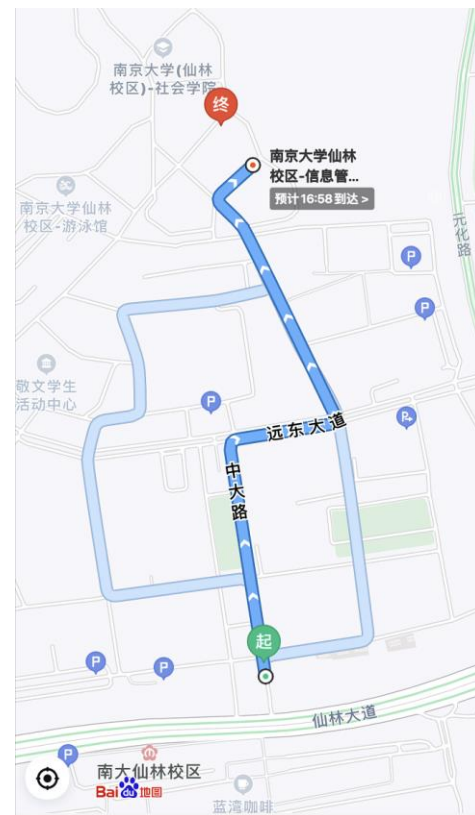 南京大学(仙林
校区)-社会学院
终
南京大学仙林
校区-信息管...
预计16:58到达 >
南京大学仙林
校区-游泳馆
元化路
P
P
敬文学生
活动中心
P
P
远东大道
中大路
起
P
P
仙林大道
P
南大仙林校区
Bai du 地图
蓝湾咖啡